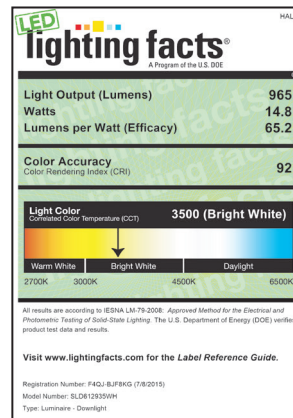 HAL
LED
lighting facts®
A Program of the U.S. DOE
Light Output (Lumens) 965
Watts 14.8
Lumens per Watt (Efficacy) 65.2
Color Accuracy 92
Color Rendering Index (CRI)
Light Color
Correlated Color Temperature (CCT) 3500 (Bright White)
Warm White Bright White Daylight
2700K 3000K 4500K 6500K
All results are according to IESNA LM-79-2008: Approved Method for the Electrical and
Photometric Testing of Solid-State Lighting. The U.S. Department of Energy (DOE) verifies
product test data and results.
Visit www.lightingfacts.com for the Label Reference Guide.
Registration Number: F4QJ-BJF8KG (7/8/2015)
Model Number: SLD612935WH
Type: Luminaire - Downlight